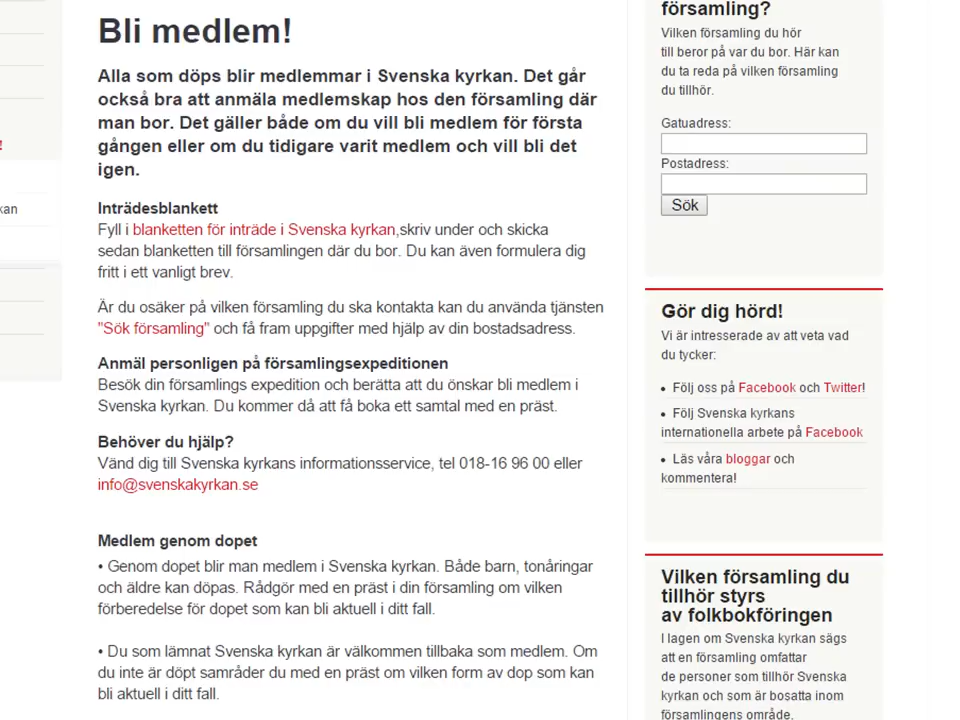 Bli medlem!
Alla som döps blir medlemmar i Svenska kyrkan. Det går
också bra att anmäla medlemskap hos den församling där
man bor. Det gäller både om du vill bli medlem för första
gången eller om du tidigare varit medlem och vill bli det
igen.
Inträdesblankett
Fyll i blanketten för inträde i Svenska kyrkan,skriv under och skicka
sedan blanketten till församlingen där du bor. Du kan även formulera dig
fritt i ett vanligt brev.
Är du osäker på vilken församling du ska kontakta kan du använda tjänsten
"Sök församling" och få fram uppgifter med hjälp av din bostadsadress.
Anmäl personligen på församlingsexpeditionen
Besök din församlings expedition och berätta att du önskar bli medlem i
Svenska kyrkan. Du kommer då att få boka ett samtal med en präst.
Behöver du hjälp?
Vänd dig till Svenska kyrkans informationsservice, tel 018-16 96 00 eller
info@svenskakyrkan.se
Medlem genom dopet
• Genom dopet blir man medlem i Svenska kyrkan. Både barn, tonåringar
och äldre kan döpas. Rådgör med en präst i din församling om vilken
förberedelse för dopet som kan bli aktuell i ditt fall.
• Du som lämnat Svenska kyrkan är välkommen tillbaka som medlem. Om
du inte är döpt samråder du med en präst om vilken form av dop som kan
bli aktuell i ditt fall.
!
kan
församling?
Vilken församling du hör
till beror på var du bor. Här kan
du ta reda på vilken församling
du tillhör.
Gatuadress:
Postadress:
Sök
Gör dig hörd!
Vi är intresserade av att veta vad
du tycker:
• Följ oss på Facebook och Twitter!
• Följ Svenska kyrkans
internationella arbete på Facebook
• Läs våra bloggar och
kommentera!
Vilken församling du
tillhör styrs
av folkbokföringen
I lagen om Svenska kyrkan sägs
att en församling omfattar
de personer som tillhör Svenska
kyrkan och som är bosatta inom
församlingens område.